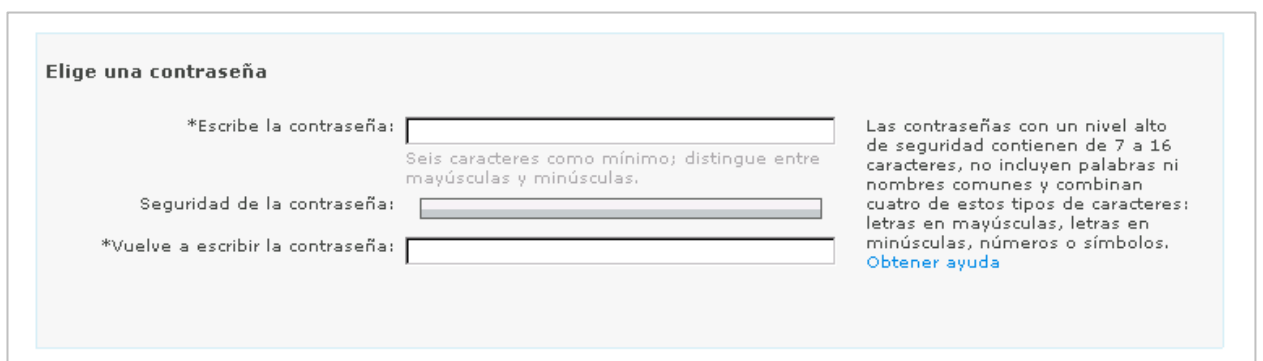 Elige una contraseña
*Escribe la contraseña:
Seis caracteres como mínimo; distingue entre
mayúsculas y minúsculas.
Seguridad de la contraseña:
*Vuelve a escribir la contraseña:
Las contraseñas con un nivel alto
de seguridad contienen de 7 a 16
caracteres, no incluyen palabras ni
nombres comunes y combinan
cuatro de estos tipos de caracteres:
letras en mayúsculas, letras en
minúsculas, números o símbolos.
Obtener ayuda